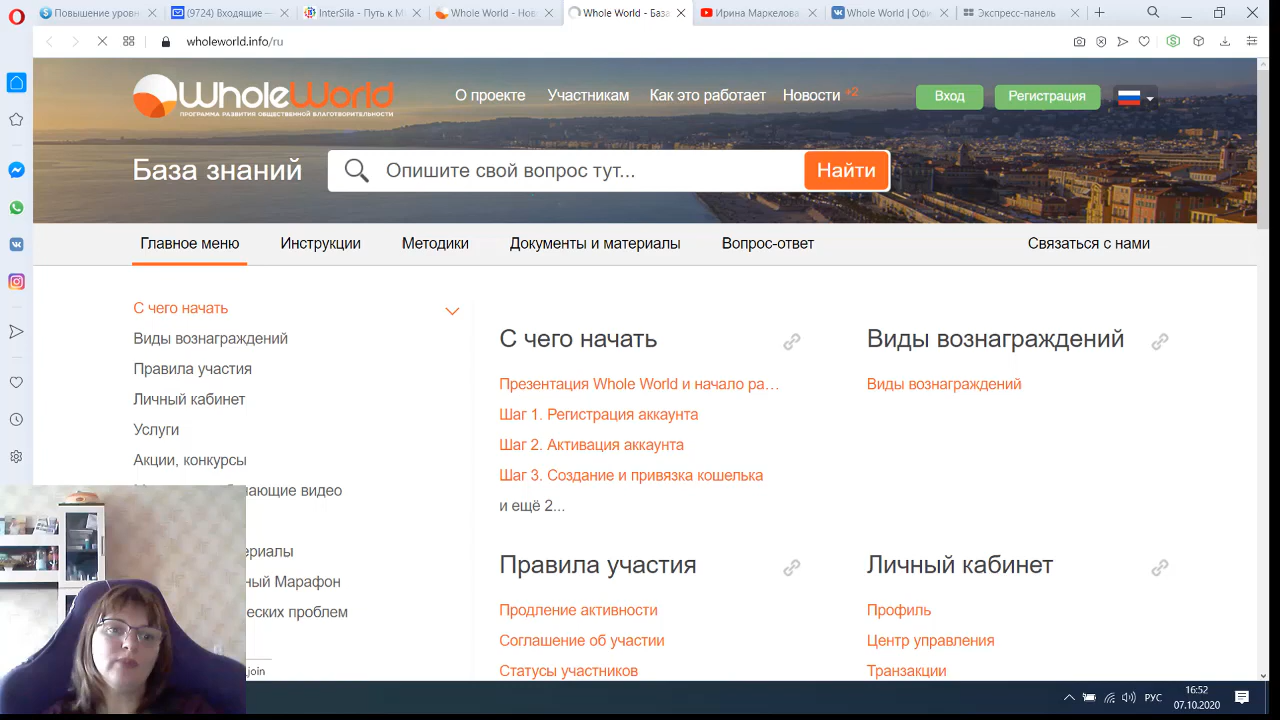 Повышение уровн
(9724) Входящие –
InterSila - Путь к М
Whole World - Нов
Whole World - База
Ирина Маркелова
Whole World | Офи
Экспресс-панель
wholeworld.info/ru
WholeWorld
ПРОГРАММА РАЗВИТИЯ ОБЩЕСТВЕННОЙ БЛАГОТВОРИТЕЛЬНОСТИ
О проекте
Участникам
Как это работает
Новости +2
Вход
Регистрация
База знаний
Опишите свой вопрос тут...
Найти
Главное меню
Инструкции
Методики
Документы и материалы
Вопрос-ответ
Связаться с нами
С чего начать
Виды вознаграждений
Правила участия
Личный кабинет
Услуги
Акции, конкурсы
ающие видео
ериалы
ный Марафон
ческих проблем
join
С чего начать
Презентация Whole World и начало ра…
Шаг 1. Регистрация аккаунта
Шаг 2. Активация аккаунта
Шаг 3. Создание и привязка кошелька
и ещё 2...
Виды вознаграждений
Виды вознаграждений
Правила участия
Продление активности
Соглашение об участии
Статусы участников
Личный кабинет
Профиль
Центр управления
Транзакции
РУС
16:52
07.10.2020